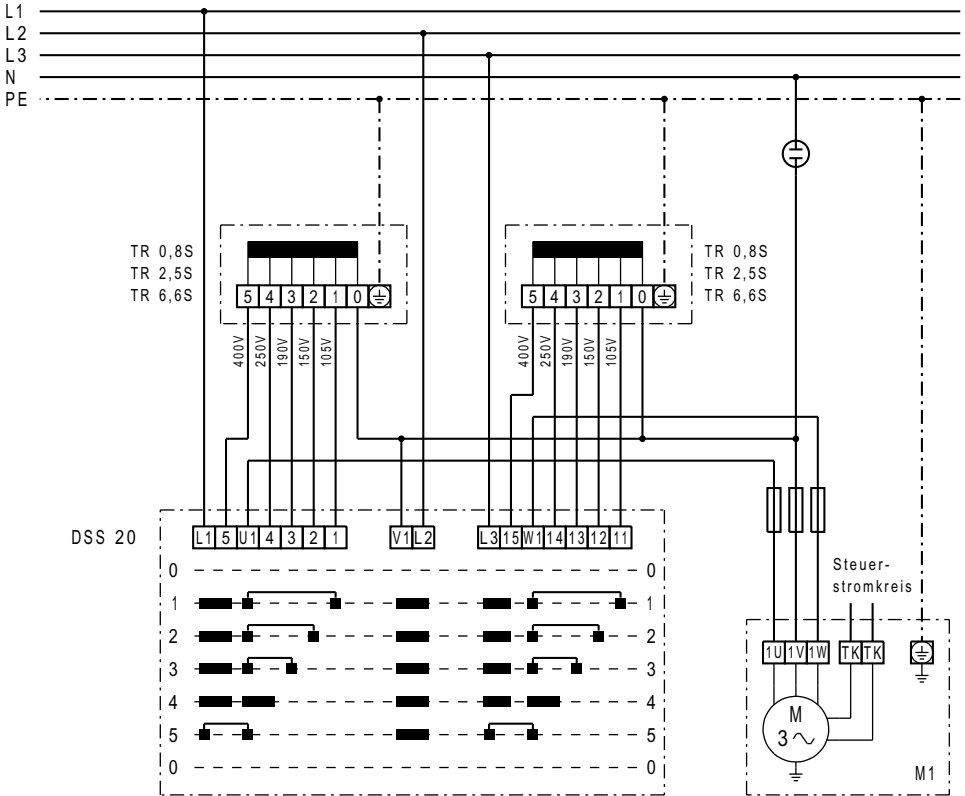 L1
L2
L3
N
PE
TR 0,8S
TR 2,5S
TR 6,6S
5 4 3 2 1 0
400V 250V 190V 150V 105V
5 4 3 2 1 0
400V 250V 190V 150V 105V
TR 0,8S
TR 2,5S
TR 6,6S
DSS 20
L1 5 U1 4 3 2 1
V1 L2
L3 15 W1 14 13 12 11
0 0
1 1
2 2
3 3
4 4
5 5
0 0
Steuer-
stromkreis
1U 1V 1W TK TK
M
3
M1